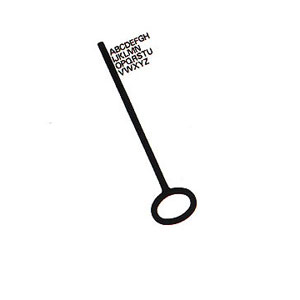 ABCDEFGH
IJKLMN
OPQRSTU
VWXYZ